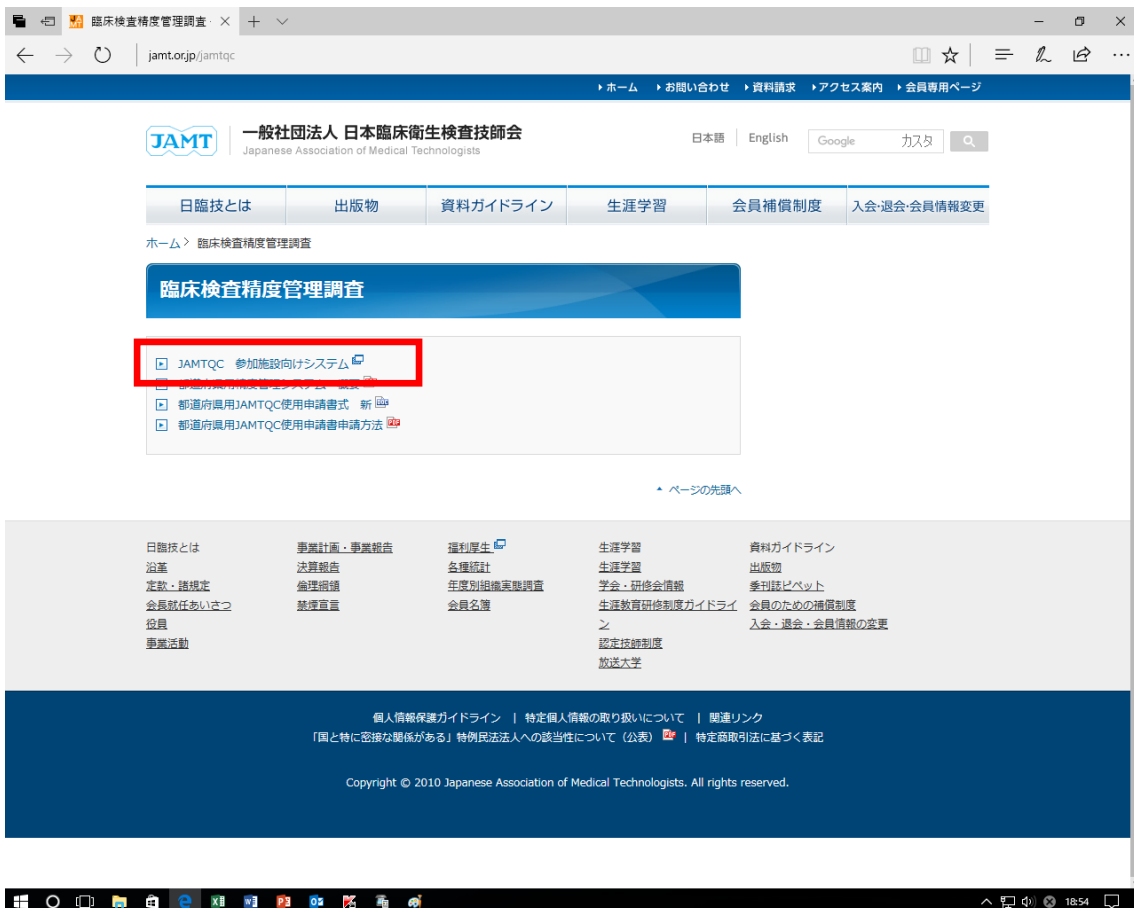 臨床検査精度管理調査 ·
jamt.or.jp/jamtqc
ホーム お問い合わせ 資料請求 アクセス案内 会員専用ページ
JAMT
一般社団法人 日本臨床衛生検査技師会
Japanese Association of Medical Technologists
日本語 English Google カスタ
日臨技とは 出版物 資料ガイドライン 生涯学習 会員補償制度 入会·退会·会員情報変更
ホーム > 臨床検査精度管理調査
臨床検査精度管理調査
JAMTQC 参加施設向けシステム
都道府県用JAMTQC使用申請書式 新
都道府県用JAMTQC使用申請書申請方法
ページの先頭へ
日臨技とは
沿革
定款・諸規定
会長就任あいさつ
役員
事業活動
事業計画・事業報告
決算報告
倫理綱領
禁煙宣言
福利厚生
各種統計
年度別組織実態調査
会員名簿
生涯学習
生涯学習
学会・研修会情報
生涯教育研修制度ガイドライ
ン
認定技師制度
放送大学
資料ガイドライン
出版物
季刊誌ピペット
会員のための補償制度
入会・退会・会員情報の変更
個人情報保護ガイドライン | 特定個人情報の取り扱いについて | 関連リンク
「国と特に密接な関係がある」特例民法法人への該当性について（公表） | 特定商取引法に基づく表記
Copyright © 2010 Japanese Association of Medical Technologists. All rights reserved.
18:54